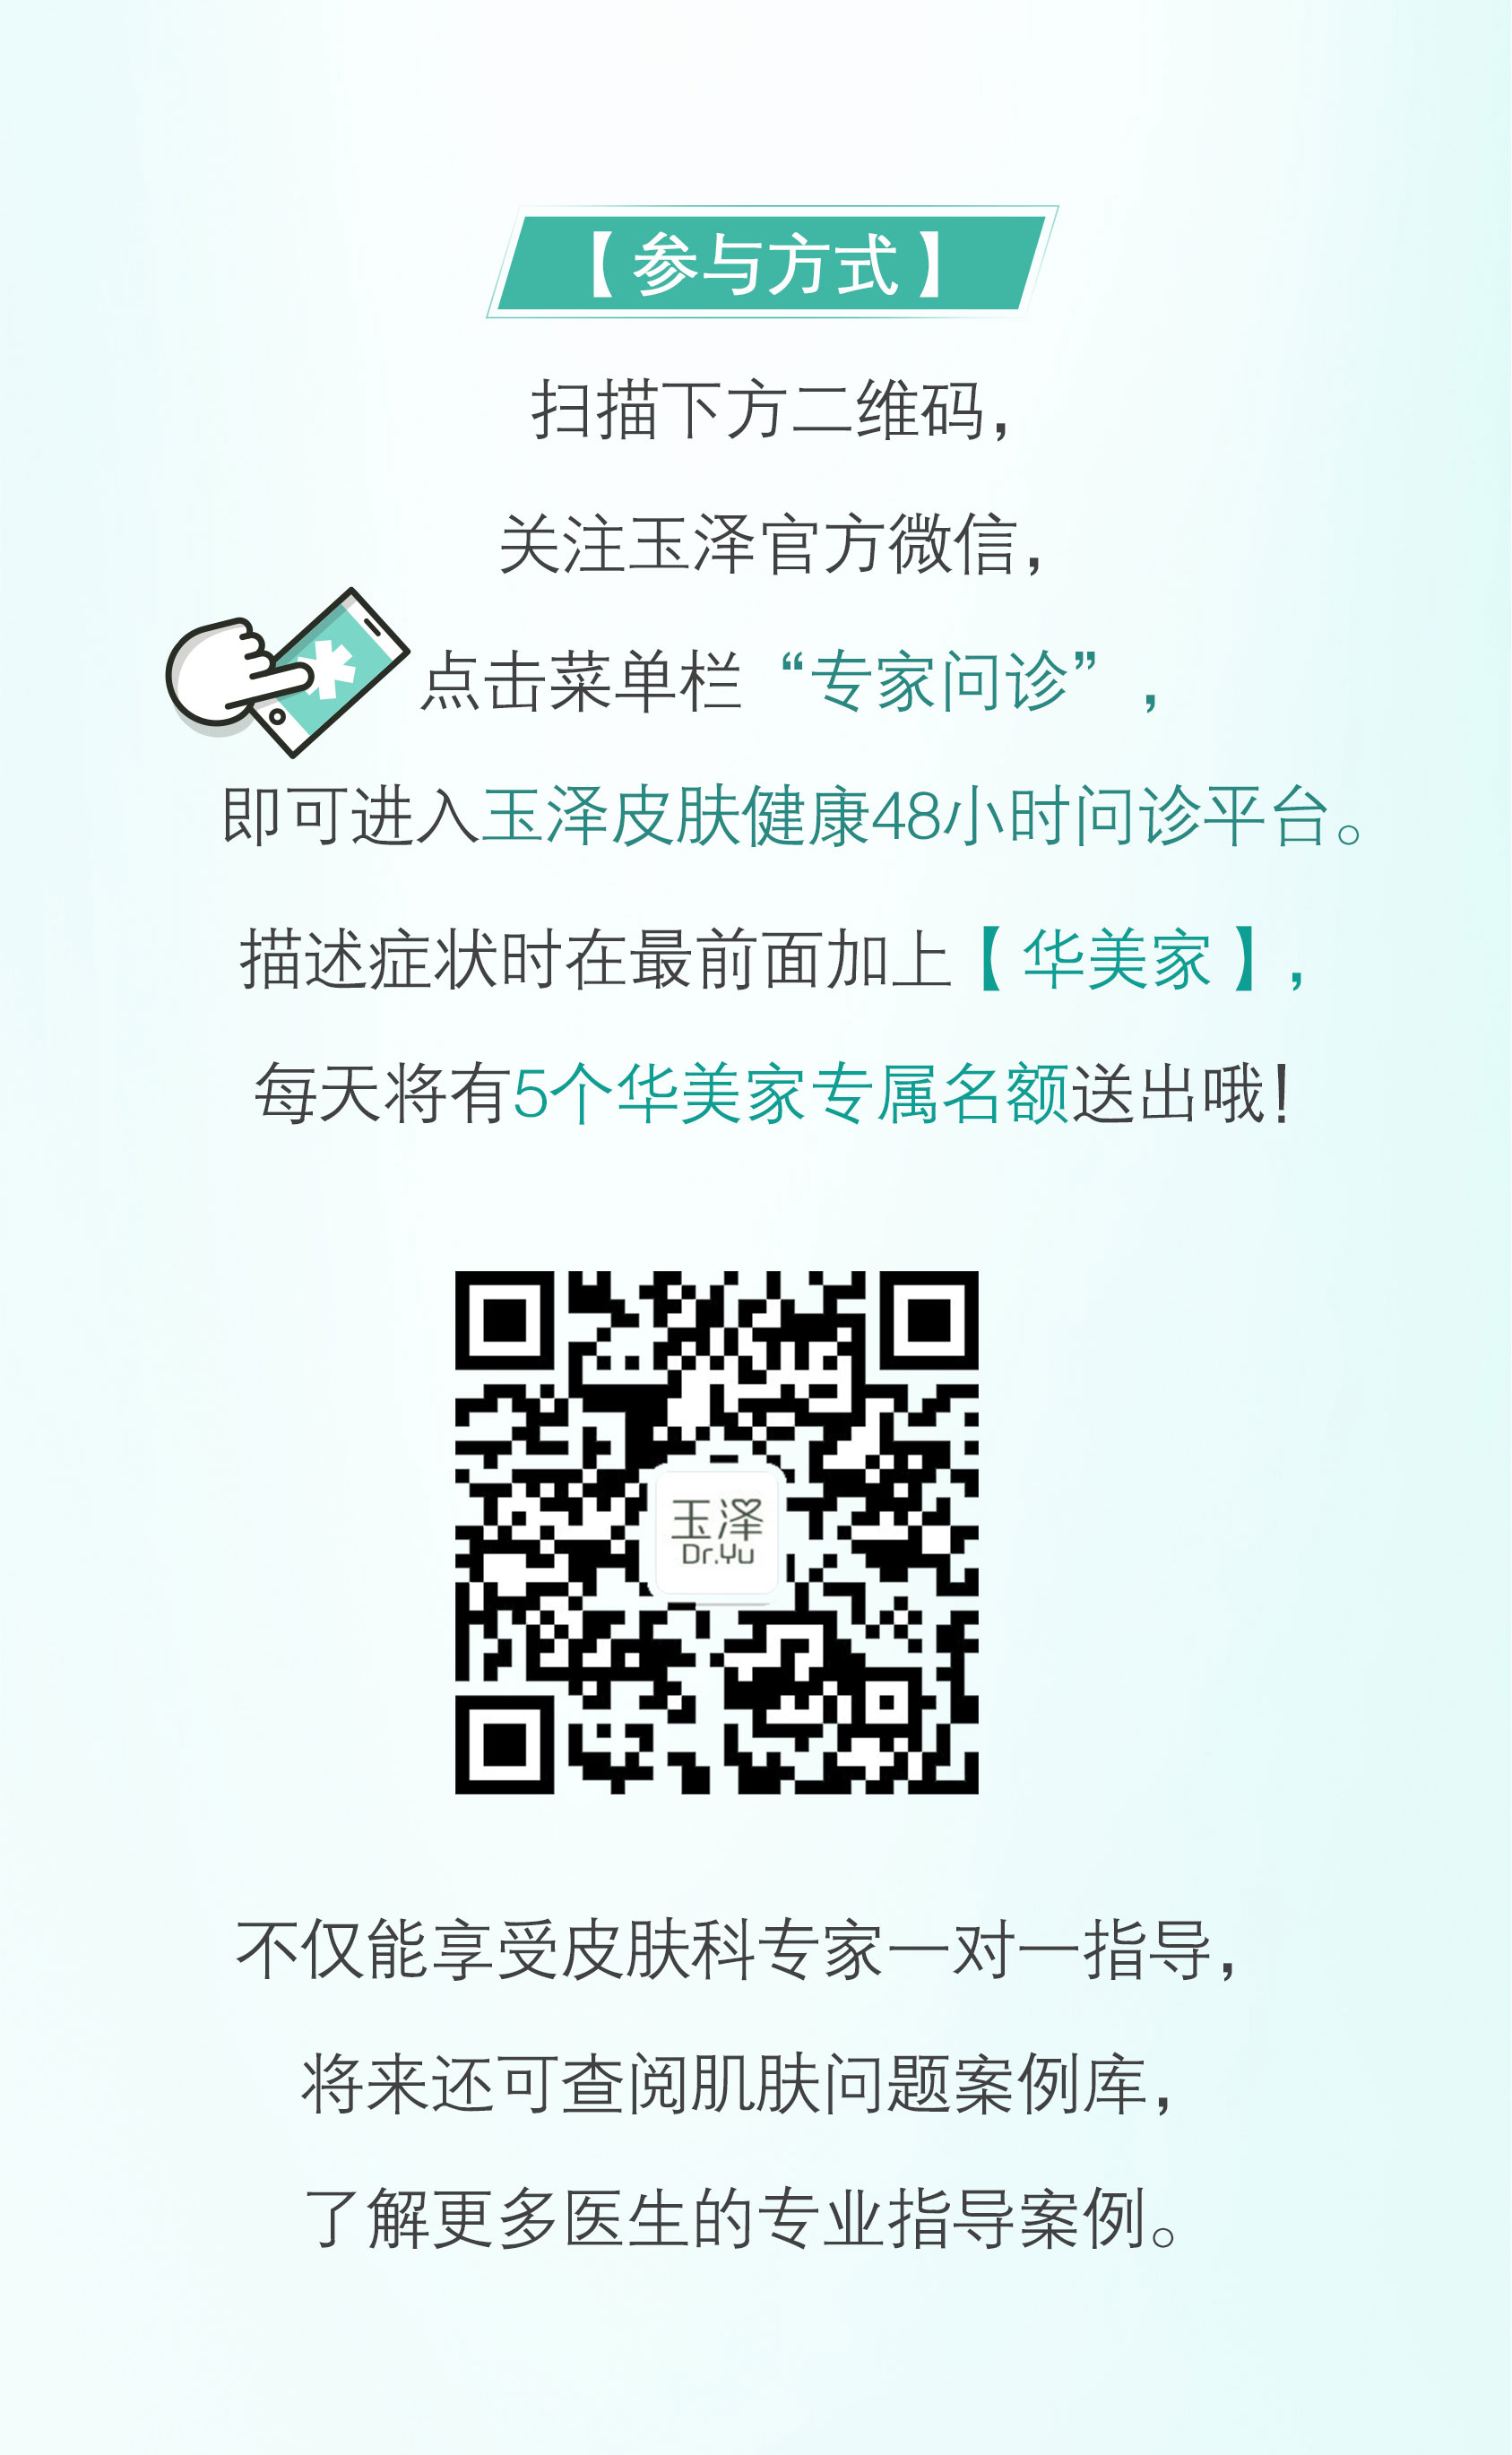 【参与方式】
扫描下方二维码，
关注玉泽官方微信，
点击菜单栏“专家问诊”，
即可进入玉泽皮肤健康48小时问诊平台。
描述症状时在最前面加上【华美家】，
每天将有5个华美家专属名额送出哦！
玉泽
Dr.Yu
不仅能享受皮肤科专家一对一指导，
将来还可查阅肌肤问题案例库，
了解更多医生的专业指导案例。